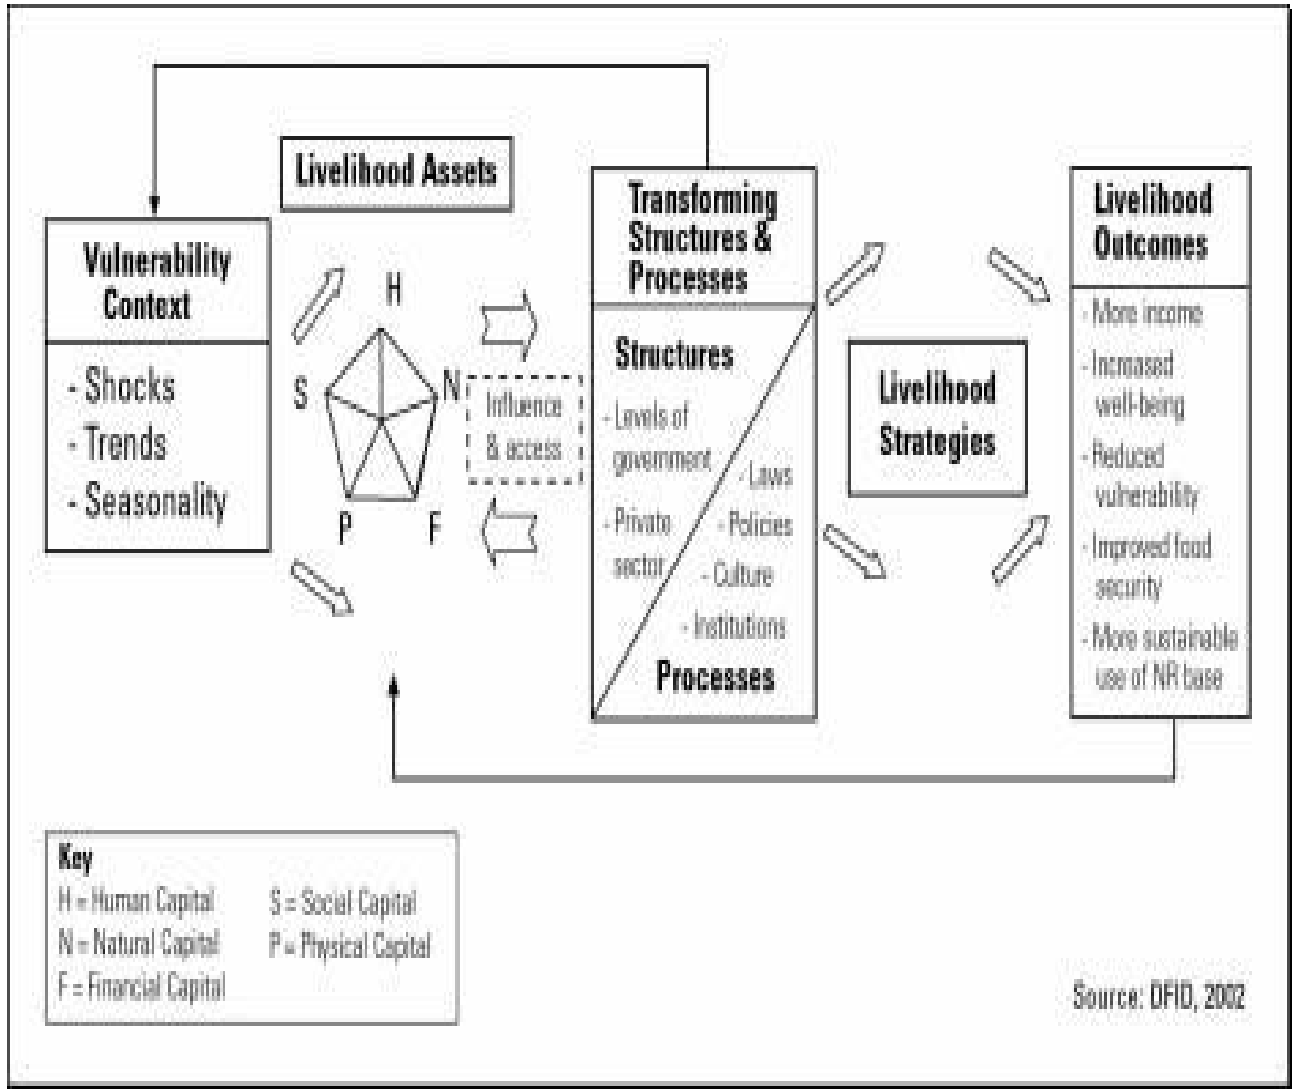 Livelihood Assets
Vulnerability
Context
- Shocks
- Trends
- Seasonality
H
S
N
P
F
Influence
& access
Transforming
Structures &
Processes
Structures
- Levels of
government
- Private
sector
- Laws
- Policies
- Culture
- Institutions
Processes
Livelihood
Strategies
Livelihood
Outcomes
- More income
- Increased
well-being
- Reduced
vulnerability
- Improved food
security
- More sustainable
use of NR base
Key
H = Human Capital
N = Natural Capital
F = Financial Capital
S = Social Capital
P = Physical Capital
Source: DFID, 2002